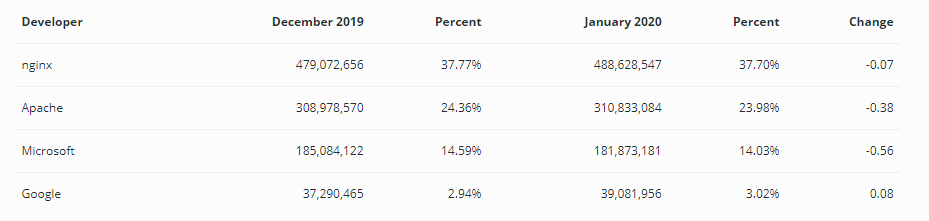 Developer December 2019 Percent January 2020 Percent Change
nginx 479,072,656 37.77% 488,628,547 37.70% -0.07
Apache 308,978,570 24.36% 310,833,084 23.98% -0.38
Microsoft 185,084,122 14.59% 181,873,181 14.03% -0.56
Google 37,290,465 2.94% 39,081,956 3.02% 0.08